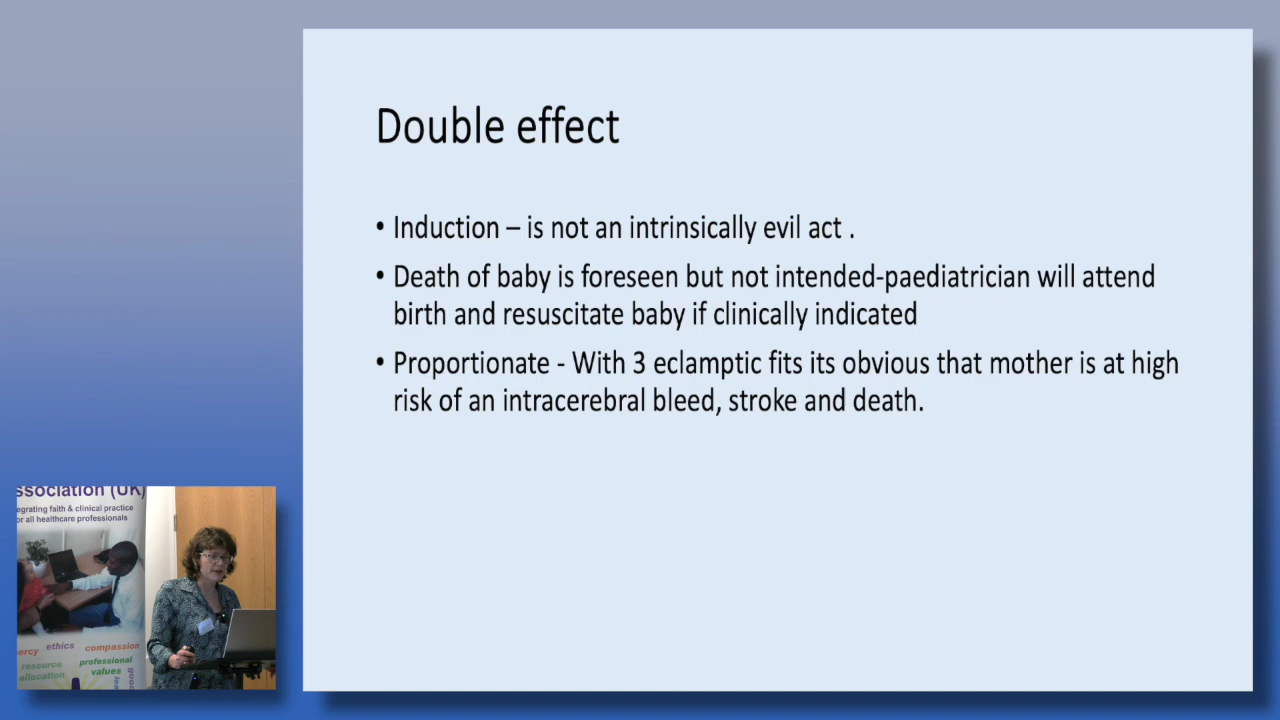 Double effect
• Induction – is not an intrinsically evil act .
• Death of baby is foreseen but not intended-paediatrician will attend
birth and resuscitate baby if clinically indicated
• Proportionate - With 3 eclamptic fits its obvious that mother is at high
risk of an intracerebral bleed, stroke and death.
ssociation (UK)
egrating faith & clinical practice
or all healthcare professionals
ercy ethics compassion
resource professional
allocation values